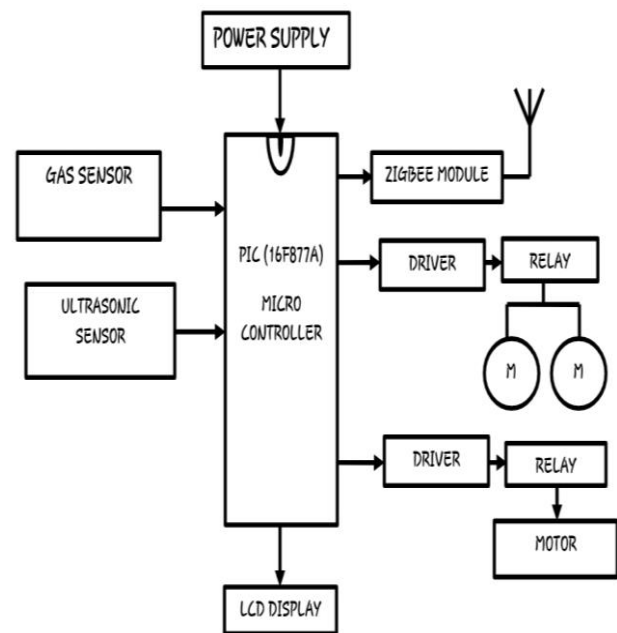 POWER SUPPLY
GAS SENSOR
ZIGBEE MODULE
PIC (16F877A)
MICRO
CONTROLLER
DRIVER
RELAY
ULTRASONIC
SENSOR
M
M
DRIVER
RELAY
MOTOR
LCD DISPLAY